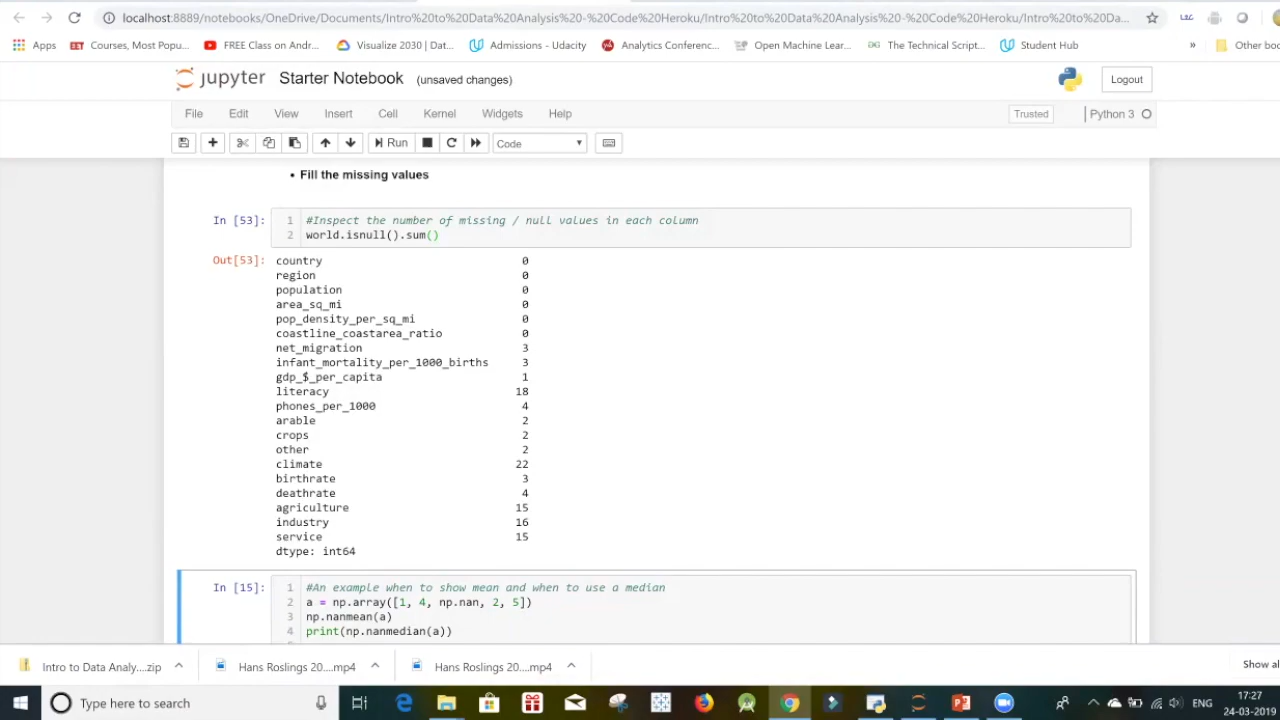 localhost:8889/notebooks/OneDrive/Documents/Intro%20to%20Data%20Analysis%20-%20Code%20Heroku/Intro%20to%20Data%20Analysis%20-%20Code%20Heroku/Intro%20to%20Da...
Apps Courses, Most Popu... FREE Class on Andr... Visualize 2030 | Dat... Admissions - Udacity Analytics Conferenc... Open Machine Lear... The Technical Script... Student Hub » Other boo
jupyter Starter Notebook (unsaved changes) Logout
File Edit View Insert Cell Kernel Widgets Help Trusted Python 3
Run Code
• Fill the missing values
In [53]: 1 #Inspect the number of missing / null values in each column
2 world.isnull().sum()
Out[53]: country 0
region 0
population 0
area_sq_mi 0
pop_density_per_sq_mi 0
coastline_coastarea_ratio 0
net_migration 3
infant_mortality_per_1000_births 3
gdp_$_per_capita 1
literacy 18
phones_per_1000 4
arable 2
crops 2
other 2
climate 22
birthrate 3
deathrate 4
agriculture 15
industry 16
service 15
dtype: int64
In [15]: 1 #An example when to show mean and when to use a median
2 a = np.array([1, 4, np.nan, 2, 5])
3 np.nanmean(a)
4 print(np.nanmedian(a))
Intro to Data Analy....zip Hans Roslings 20....mp4 Hans Roslings 20....mp4 Show al
Type here to search ENG 17:27
24-03-2019